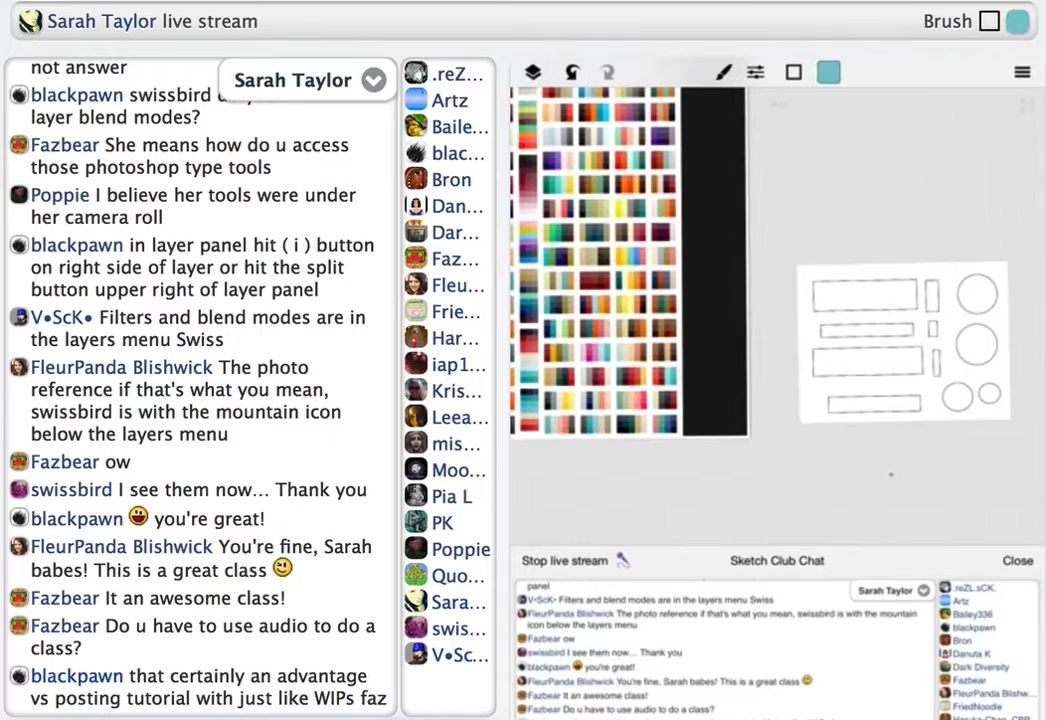 Sarah Taylor live stream
Brush
not answer
Sarah Taylor
blackpawn swissbird
layer blend modes?
Fazbear She means how do u access
those photoshop type tools
Poppie I believe her tools were under
her camera roll
blackpawn in layer panel hit ( i ) button
on right side of layer or hit the split
button upper right of layer panel
V•ScK• Filters and blend modes are in
the layers menu Swiss
FleurPanda Blishwick The photo
reference if that's what you mean,
swissbird is with the mountain icon
below the layers menu
Fazbear ow
swissbird I see them now... Thank you
blackpawn you're great!
FleurPanda Blishwick You're fine, Sarah
babes! This is a great class
Fazbear It an awesome class!
Fazbear Do u have to use audio to do a
class?
blackpawn that certainly an advantage
vs posting tutorial with just like WIPs faz
.reZ...
Artz
Baile...
blac...
Bron
Dan...
Dar...
Faz...
Fleu...
Frie...
Har...
iap1...
Kris...
Leea...
mis...
Moo...
Pia L
PK
Poppie
Quo...
Sara...
swis...
V•Sc...
Stop live stream
Sketch Club Chat
Close
panel
Sarah Taylor
V•ScK• Filters and blend modes are in the layers menu Swiss
FleurPanda Blishwick The photo reference if that's what you mean, swissbird is with the mountain
icon below the layers menu
Fazbear ow
swissbird I see them now... Thank you
blackpawn you're great!
FleurPanda Blishwick You're fine, Sarah babes! This is a great class
Fazbear It an awesome class!
Fazbear Do u have to use audio to do a class?
.reZL.sCK.
Artz
Bailey336
blackpawn
Bron
Danuta K
Dark Diversity
Fazbear
FleurPanda Blishw...
FriedNoodle